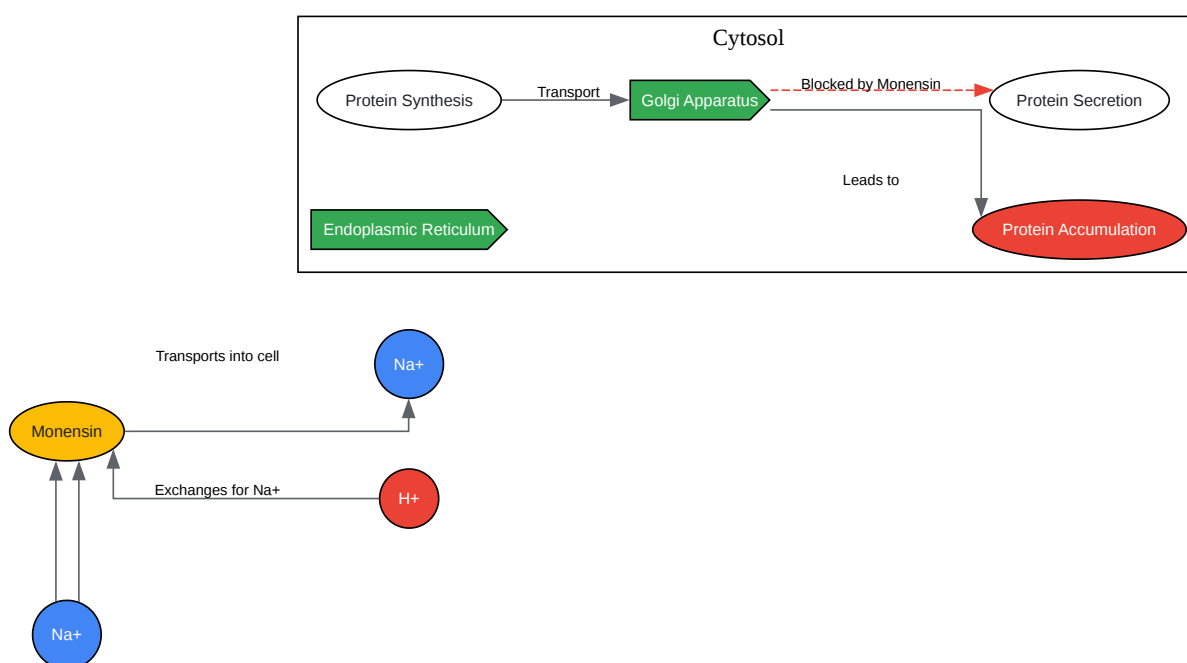 Cytosol
Protein Synthesis
Transport
Golgi Apparatus
Blocked by Monensin
Protein Secretion
Leads to
Endoplasmic Reticulum
Protein Accumulation
Transports into cell
Na+
Monensin
Exchanges for Na+
H+
Na+